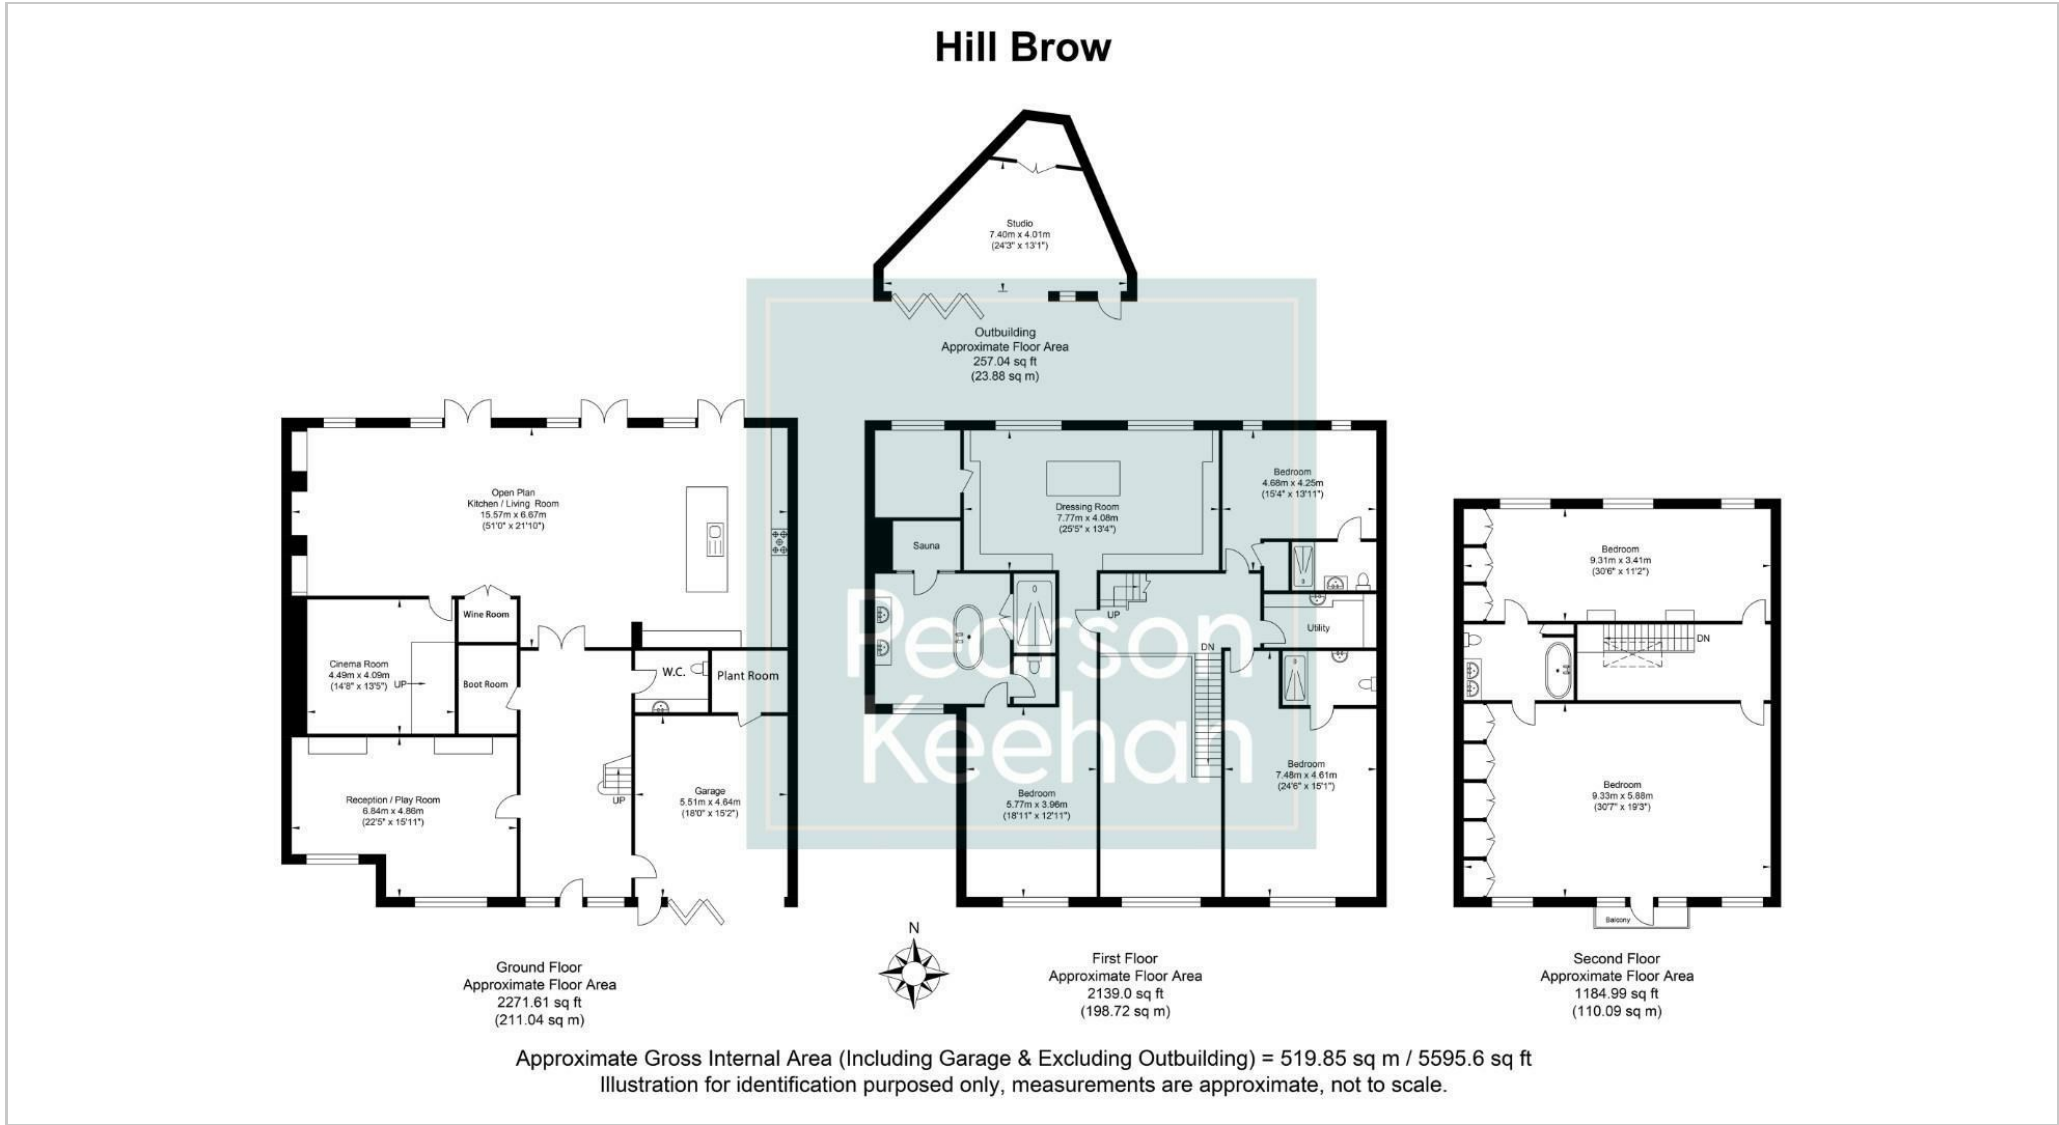 Hill Brow
Studio
7.40m x 4.01m
(24'3" x 13'1")
Outbuilding
Approximate Floor Area
257.04 sq ft
(23.88 sq m)
Open Plan
Kitchen / Living Room
15.57m x 6.67m
(51'0" x 21'10")
Wine Room
Cinema Room
4.49m x 4.09m
(14'8" x 13'5")
UP
Boot Room
W.C.
Plant Room
Reception / Play Room
6.84m x 4.86m
(22'5" x 15'11")
UP
Garage
5.51m x 4.64m
(18'0" x 15'2")
Ground Floor
Approximate Floor Area
2271.61 sq ft
(211.04 sq m)
Sauna
Dressing Room
7.77m x 4.08m
(25'5" x 13'4")
Bedroom
4.68m x 4.25m
(15'4" x 13'11")
UP
Utility
DN
Pearson
Keehan
Bedroom
5.77m x 3.96m
(18'11" x 12'11")
Bedroom
7.48m x 4.61m
(24'6" x 15'1")
N
First Floor
Approximate Floor Area
2139.0 sq ft
(198.72 sq m)
Bedroom
9.31m x 3.41m
(30'6" x 11'2")
DN
Bedroom
9.33m x 5.88m
(30'7" x 19'3")
Balcony
Second Floor
Approximate Floor Area
1184.99 sq ft
(110.09 sq m)
Approximate Gross Internal Area (Including Garage & Excluding Outbuilding) = 519.85 sq m / 5595.6 sq ft
Illustration for identification purposed only, measurements are approximate, not to scale.